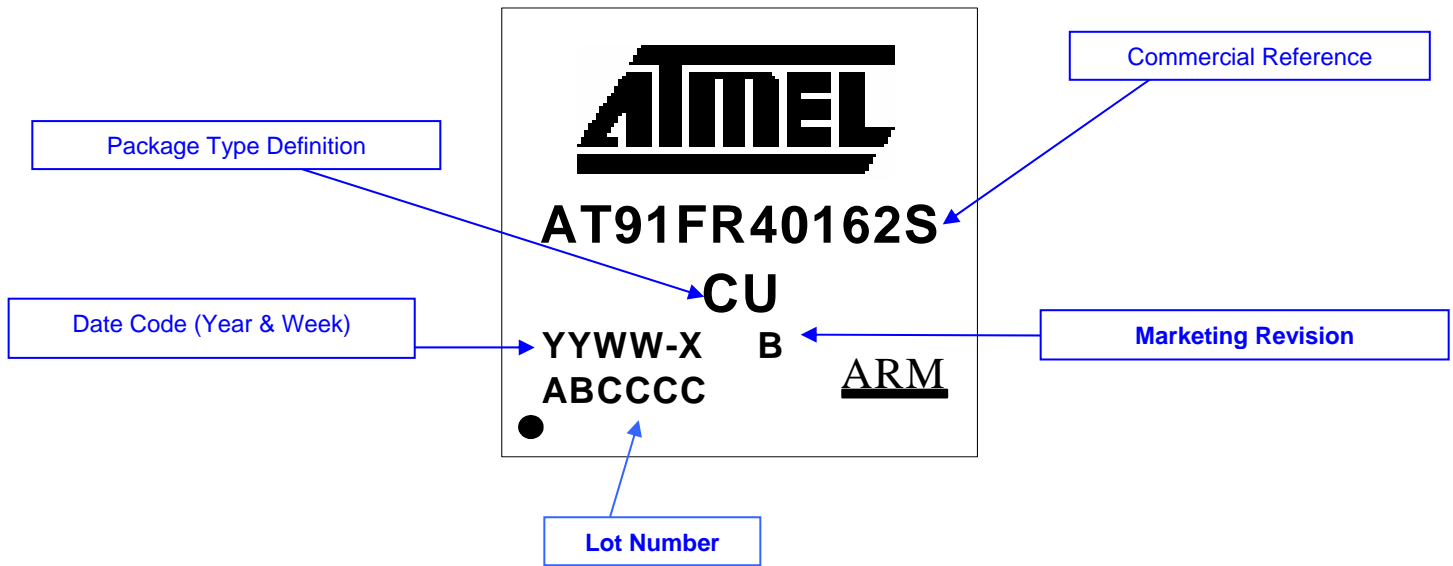 ATMEL
Commercial Reference
Package Type Definition
AT91FR40162S
CU
Date Code (Year & Week)
YYWW-X B
Marketing Revision
ABCCCC
ARM
Lot Number